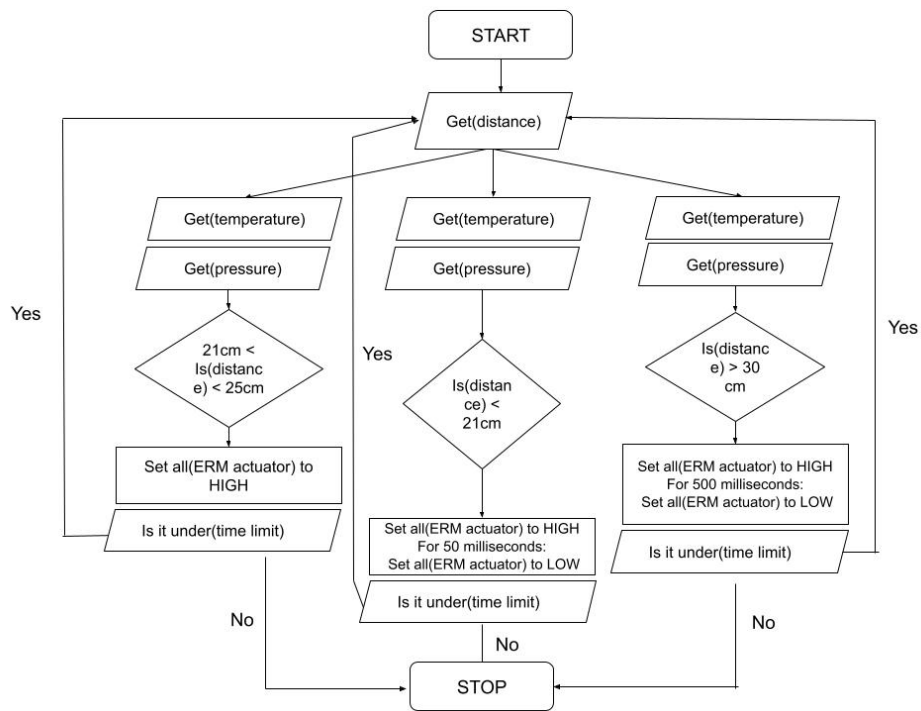 START
Get(distance)
Get(temperature)
Get(pressure)
Yes
21cm <
Is(distanc
e) < 25cm
Set all(ERM actuator) to
HIGH
Is it under(time limit)
No
Get(temperature)
Get(pressure)
Yes
Is(distan
ce) <
21cm
Set all(ERM actuator) to HIGH
For 50 milliseconds:
Set all(ERM actuator) to LOW
Is it under(time limit)
No
Get(temperature)
Get(pressure)
Yes
Is(distanc
e) > 30
cm
Set all(ERM actuator) to HIGH
For 500 milliseconds:
Set all(ERM actuator) to LOW
Is it under(time limit)
No
STOP